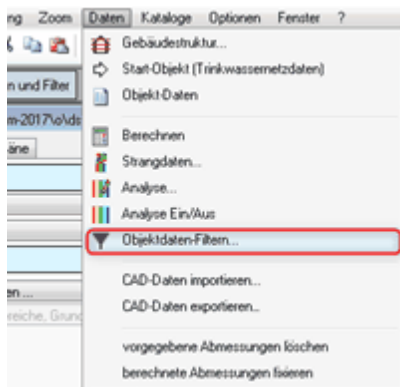 ng Zoom Daten Kataloge Optionen Fenster ?
Gebäudestruktur...
Start-Objekt (Trinkwassernetzdaten)
n und Filter
Objekt-Daten
m-2017\o\ds
Berechnen
äne
Strangdaten...
Analyse...
Analyse Ein/Aus
Objektdaten-Filtern...
CAD-Daten importieren...
en ...
CAD-Daten exportieren...
reiche, Grund
vorgegebene Abmessungen löschen
berechnete Abmessungen fixieren